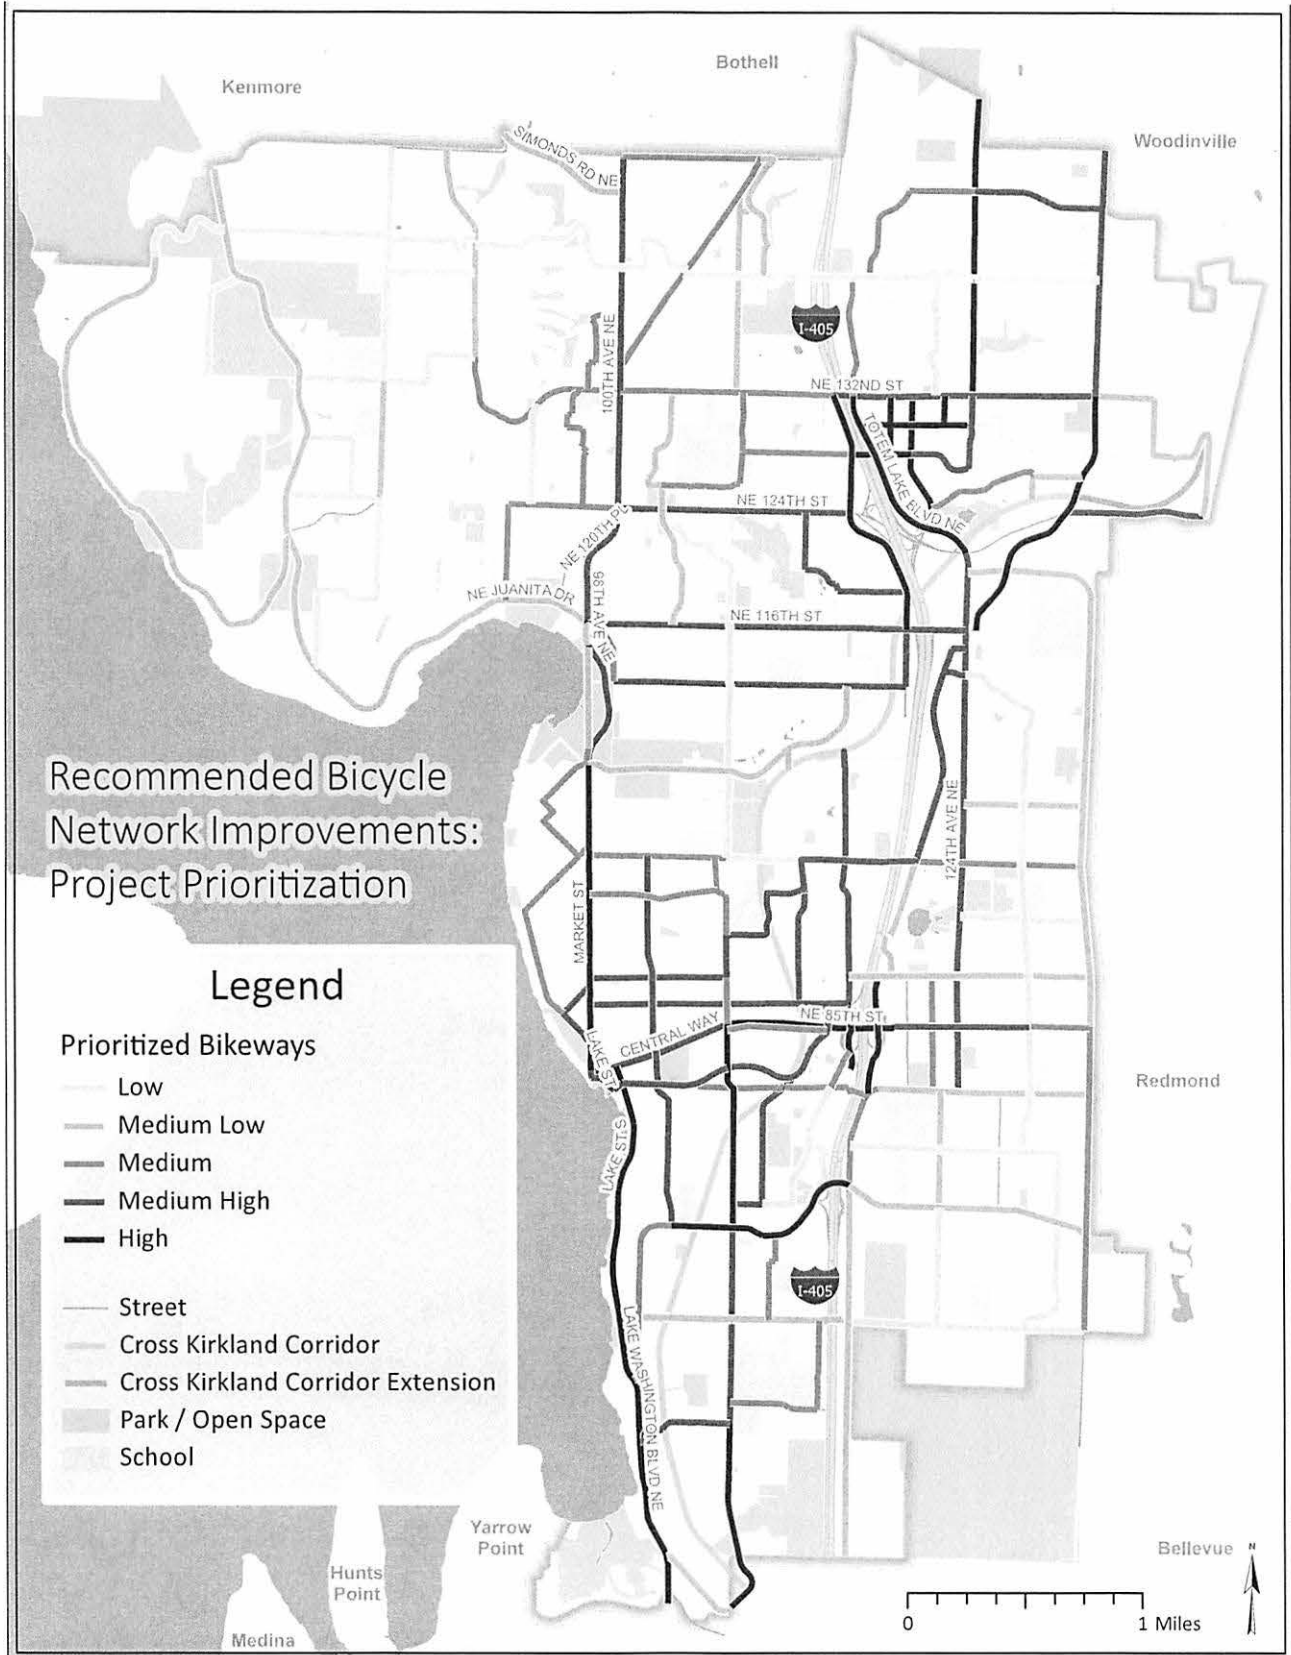 Kenmore
Bothell
Woodinville
SIMONDS RD NE
100TH AVE NE
I-405
NE 132ND ST
TOTEM LAKE BLVD NE
NE 124TH ST
NE 120TH PL
NE JUANITA DR
98TH AVE NE
NE 116TH ST
Recommended Bicycle
Network Improvements:
Project Prioritization
124TH AVE NE
MARKET ST
Legend
Prioritized Bikeways
Low
Medium Low
Medium
Medium High
High
Street
Cross Kirkland Corridor
Cross Kirkland Corridor Extension
Park / Open Space
School
NE 85TH ST
CENTRAL WAY
LAKE ST
Redmond
LAKE ST S
I-405
LAKE WASHINGTON BLVD NE
Yarrow
Point
Hunts
Point
Medina
Bellevue
N
0 1 Miles